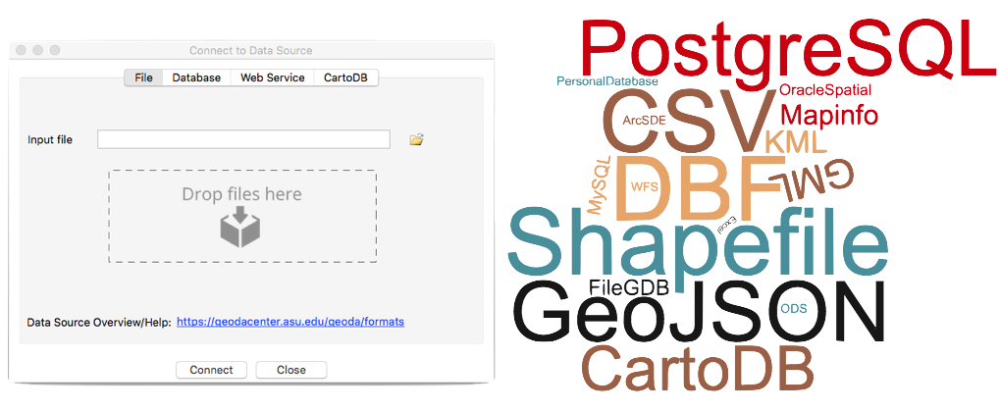 Connect to Data Source
File Database Web Service CartoDB
Input file
Drop files here
Data Source Overview/Help: https://geodacenter.asu.edu/geoda/formats
Connect Close
PostgreSQL
PersonalDatabase
OracleSpatial
CSV
ArcSDE
Mapinfo
KML
MySQL
DBF
WFS
GML
Excel
Shapefile
FileGDB
GeoJSON
ODS
CartoDB